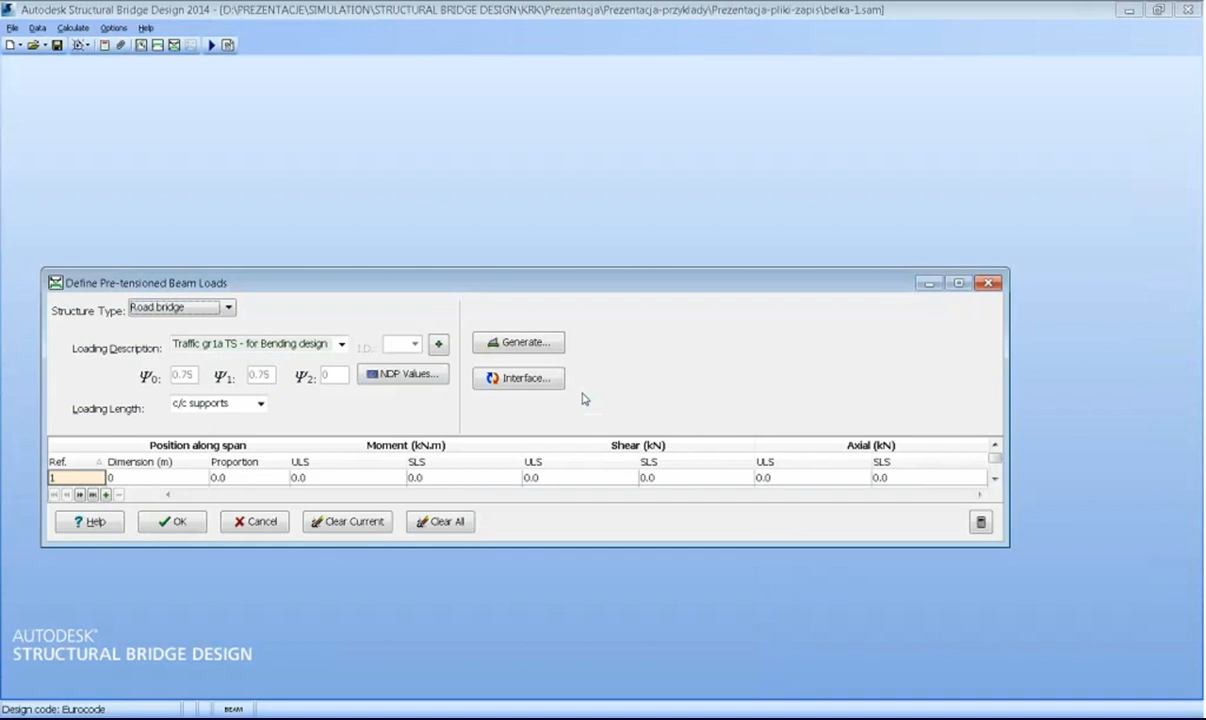 Autodesk Structural Bridge Design 2014 - [D:\PREZENTACJE\SIMULATION\STRUCTURAL BRIDGE DESIGN\KRK\Prezentacja\Prezentacja-przyklady\Prezentacja-pliki-zapis\belka-1.sam]
File Data Calculate Options Help
Define Pre-tensioned Beam Loads
Structure Type: Road bridge
Loading Description: Traffic gr1a TS - for Bending design I.D.: Generate...
Ψ0: 0.75 Ψ1: 0.75 Ψ2: 0 NDP Values... Interface...
Loading Length: c/c supports
Position along span Moment (kN.m) Shear (kN) Axial (kN)
Ref. Dimension (m) Proportion ULS SLS ULS SLS ULS SLS
1 0 0.0 0.0 0.0 0.0 0.0 0.0 0.0
Help OK Cancel Clear Current Clear All
AUTODESK®
STRUCTURAL BRIDGE DESIGN
Design code: Eurocode BEAM